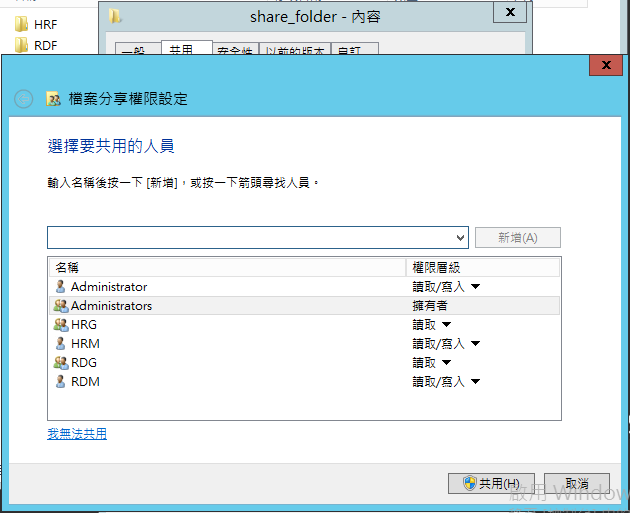 HRF
RDF
share_folder - 內容
一般
共用
安全性
以前的版本
自訂
檔案分享權限設定
選擇要共用的人員
輸入名稱後按一下 [新增]，或按一下箭頭尋找人員。
新增(A)
名稱 權限層級
Administrator 讀取/寫入
Administrators 擁有者
HRG 讀取
HRM 讀取/寫入
RDG 讀取
RDM 讀取/寫入
我無法共用
共用(H)
取消
啟用 Window